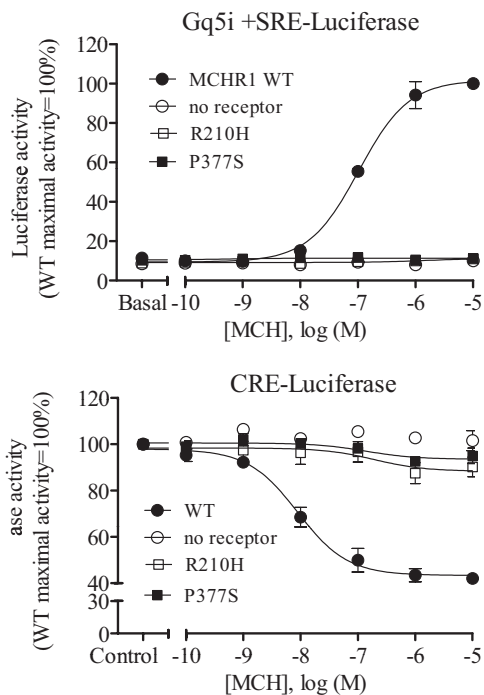 Gq5i +SRE-Luciferase
Luciferase activity
(WT maximal activity=100%)
120
100
80
60
40
20
0
MCHR1 WT
no receptor
R210H
P377S
Basal -10 -9 -8 -7 -6 -5
[MCH], log (M)
CRE-Luciferase
ase activity
(WT maximal activity=100%)
120
100
80
60
40
30
0
WT
no receptor
R210H
P377S
Control -10 -9 -8 -7 -6 -5
[MCH], log (M)